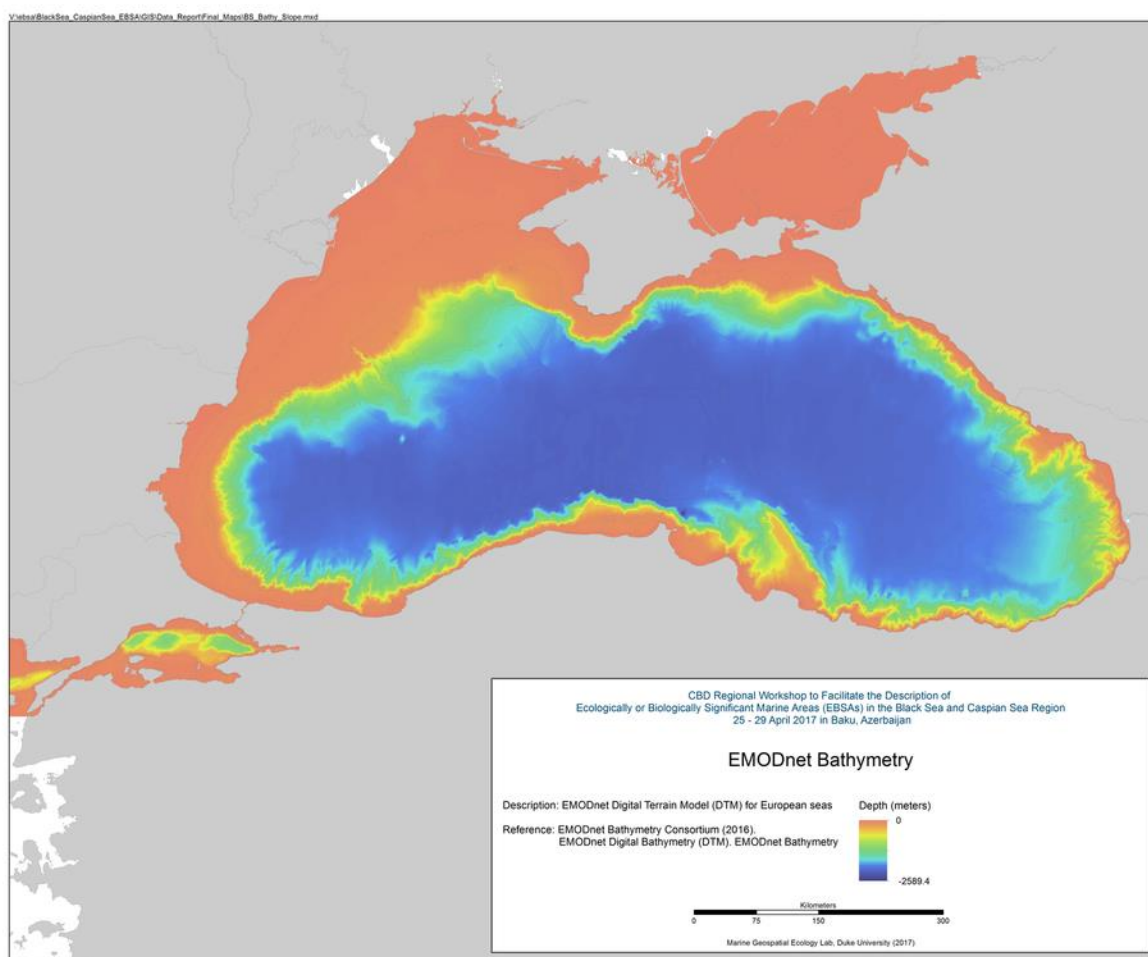 V:\ebsa\BlackSea_CaspianSea_EBSA\GIS\Data_Report\Final_Maps\BS_Bathy_Slope.mxd
CBD Regional Workshop to Facilitate the Description of
Ecologically or Biologically Significant Marine Areas (EBSAs) in the Black Sea and Caspian Sea Region
25 - 29 April 2017 in Baku, Azerbaijan
EMODnet Bathymetry
Description: EMODnet Digital Terrain Model (DTM) for European seas
Reference: EMODnet Bathymetry Consortium (2016).
EMODnet Digital Bathymetry (DTM). EMODnet Bathymetry
Depth (meters)
0
-2589.4
Kilometers
0 75 150 300
Marine Geospatial Ecology Lab, Duke University (2017)